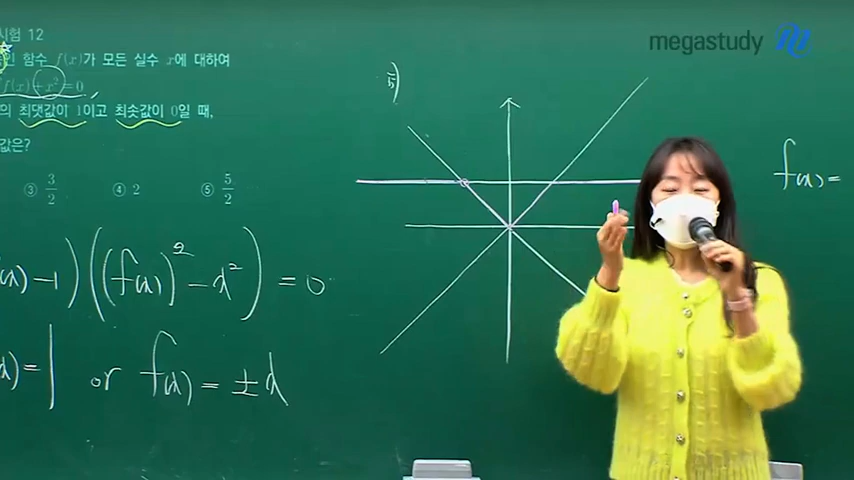 시험 12
인 함수 f(x)가 모든 실수 x에 대하여
f(x)+x²=0
의 최댓값이 1이고 최솟값이 0일 때,
값은?
③ 3/2 ④ 2 ⑤ 5/2
(x)-1)((f(x))²-x²)=0
(x)=1 or f(x)=±x
f(x)=
megastudy